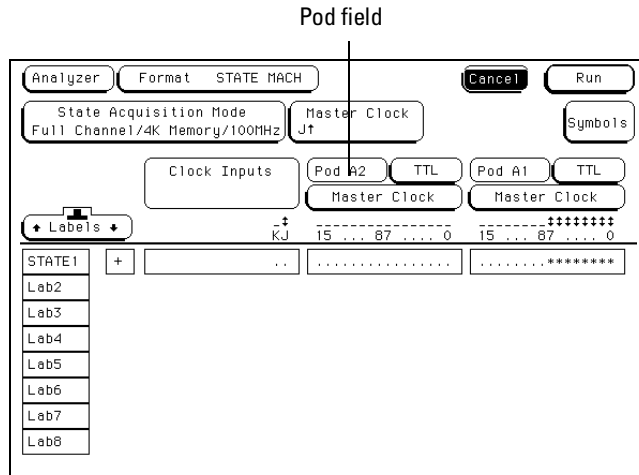 Pod field
Analyzer Format STATE MACH Cancel Run
State Acquisition Mode
Full Channel/4K Memory/100MHz
Master Clock
J↑
Symbols
Clock Inputs
Pod A2 TTL Pod A1 TTL
Master Clock Master Clock
↑ Labels ↓
KJ 15 ... 87 .... 0 15 ... 87 .... 0
STATE1 + .. ................ ........********
Lab2
Lab3
Lab4
Lab5
Lab6
Lab7
Lab8